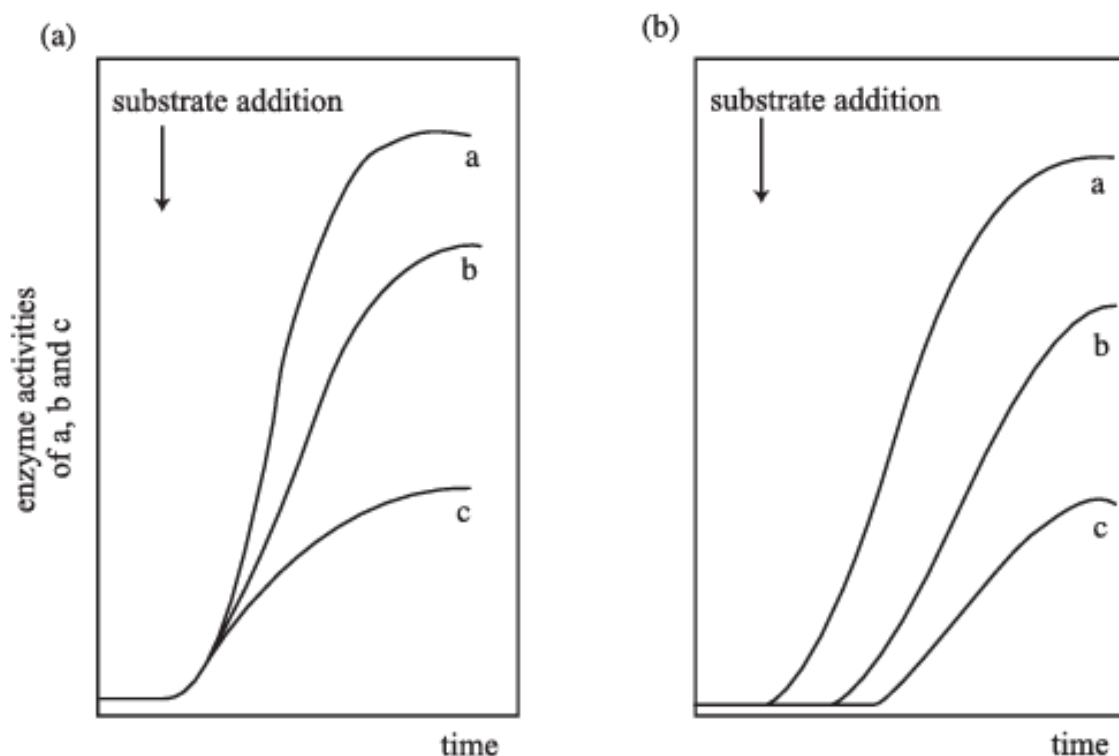 (a)
substrate addition
a
b
c
enzyme activities
of a, b and c
time
(b)
substrate addition
a
b
c
time